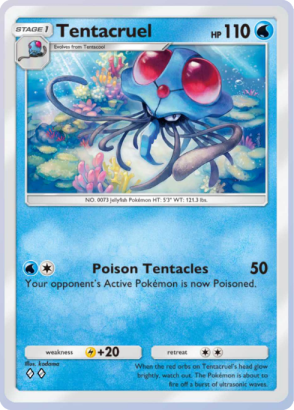 STAGE 1 Tentacruel HP 110
Evolves from Tentacool
NO. 0073 Jellyfish Pokémon HT: 5'3" WT: 121.3 lbs.
Poison Tentacles 50
Your opponent's Active Pokémon is now Poisoned.
weakness +20 retreat
Illus. kodama
When the red orbs on Tentacruel's head glow
brightly, watch out. The Pokémon is about to
fire off a burst of ultrasonic waves.